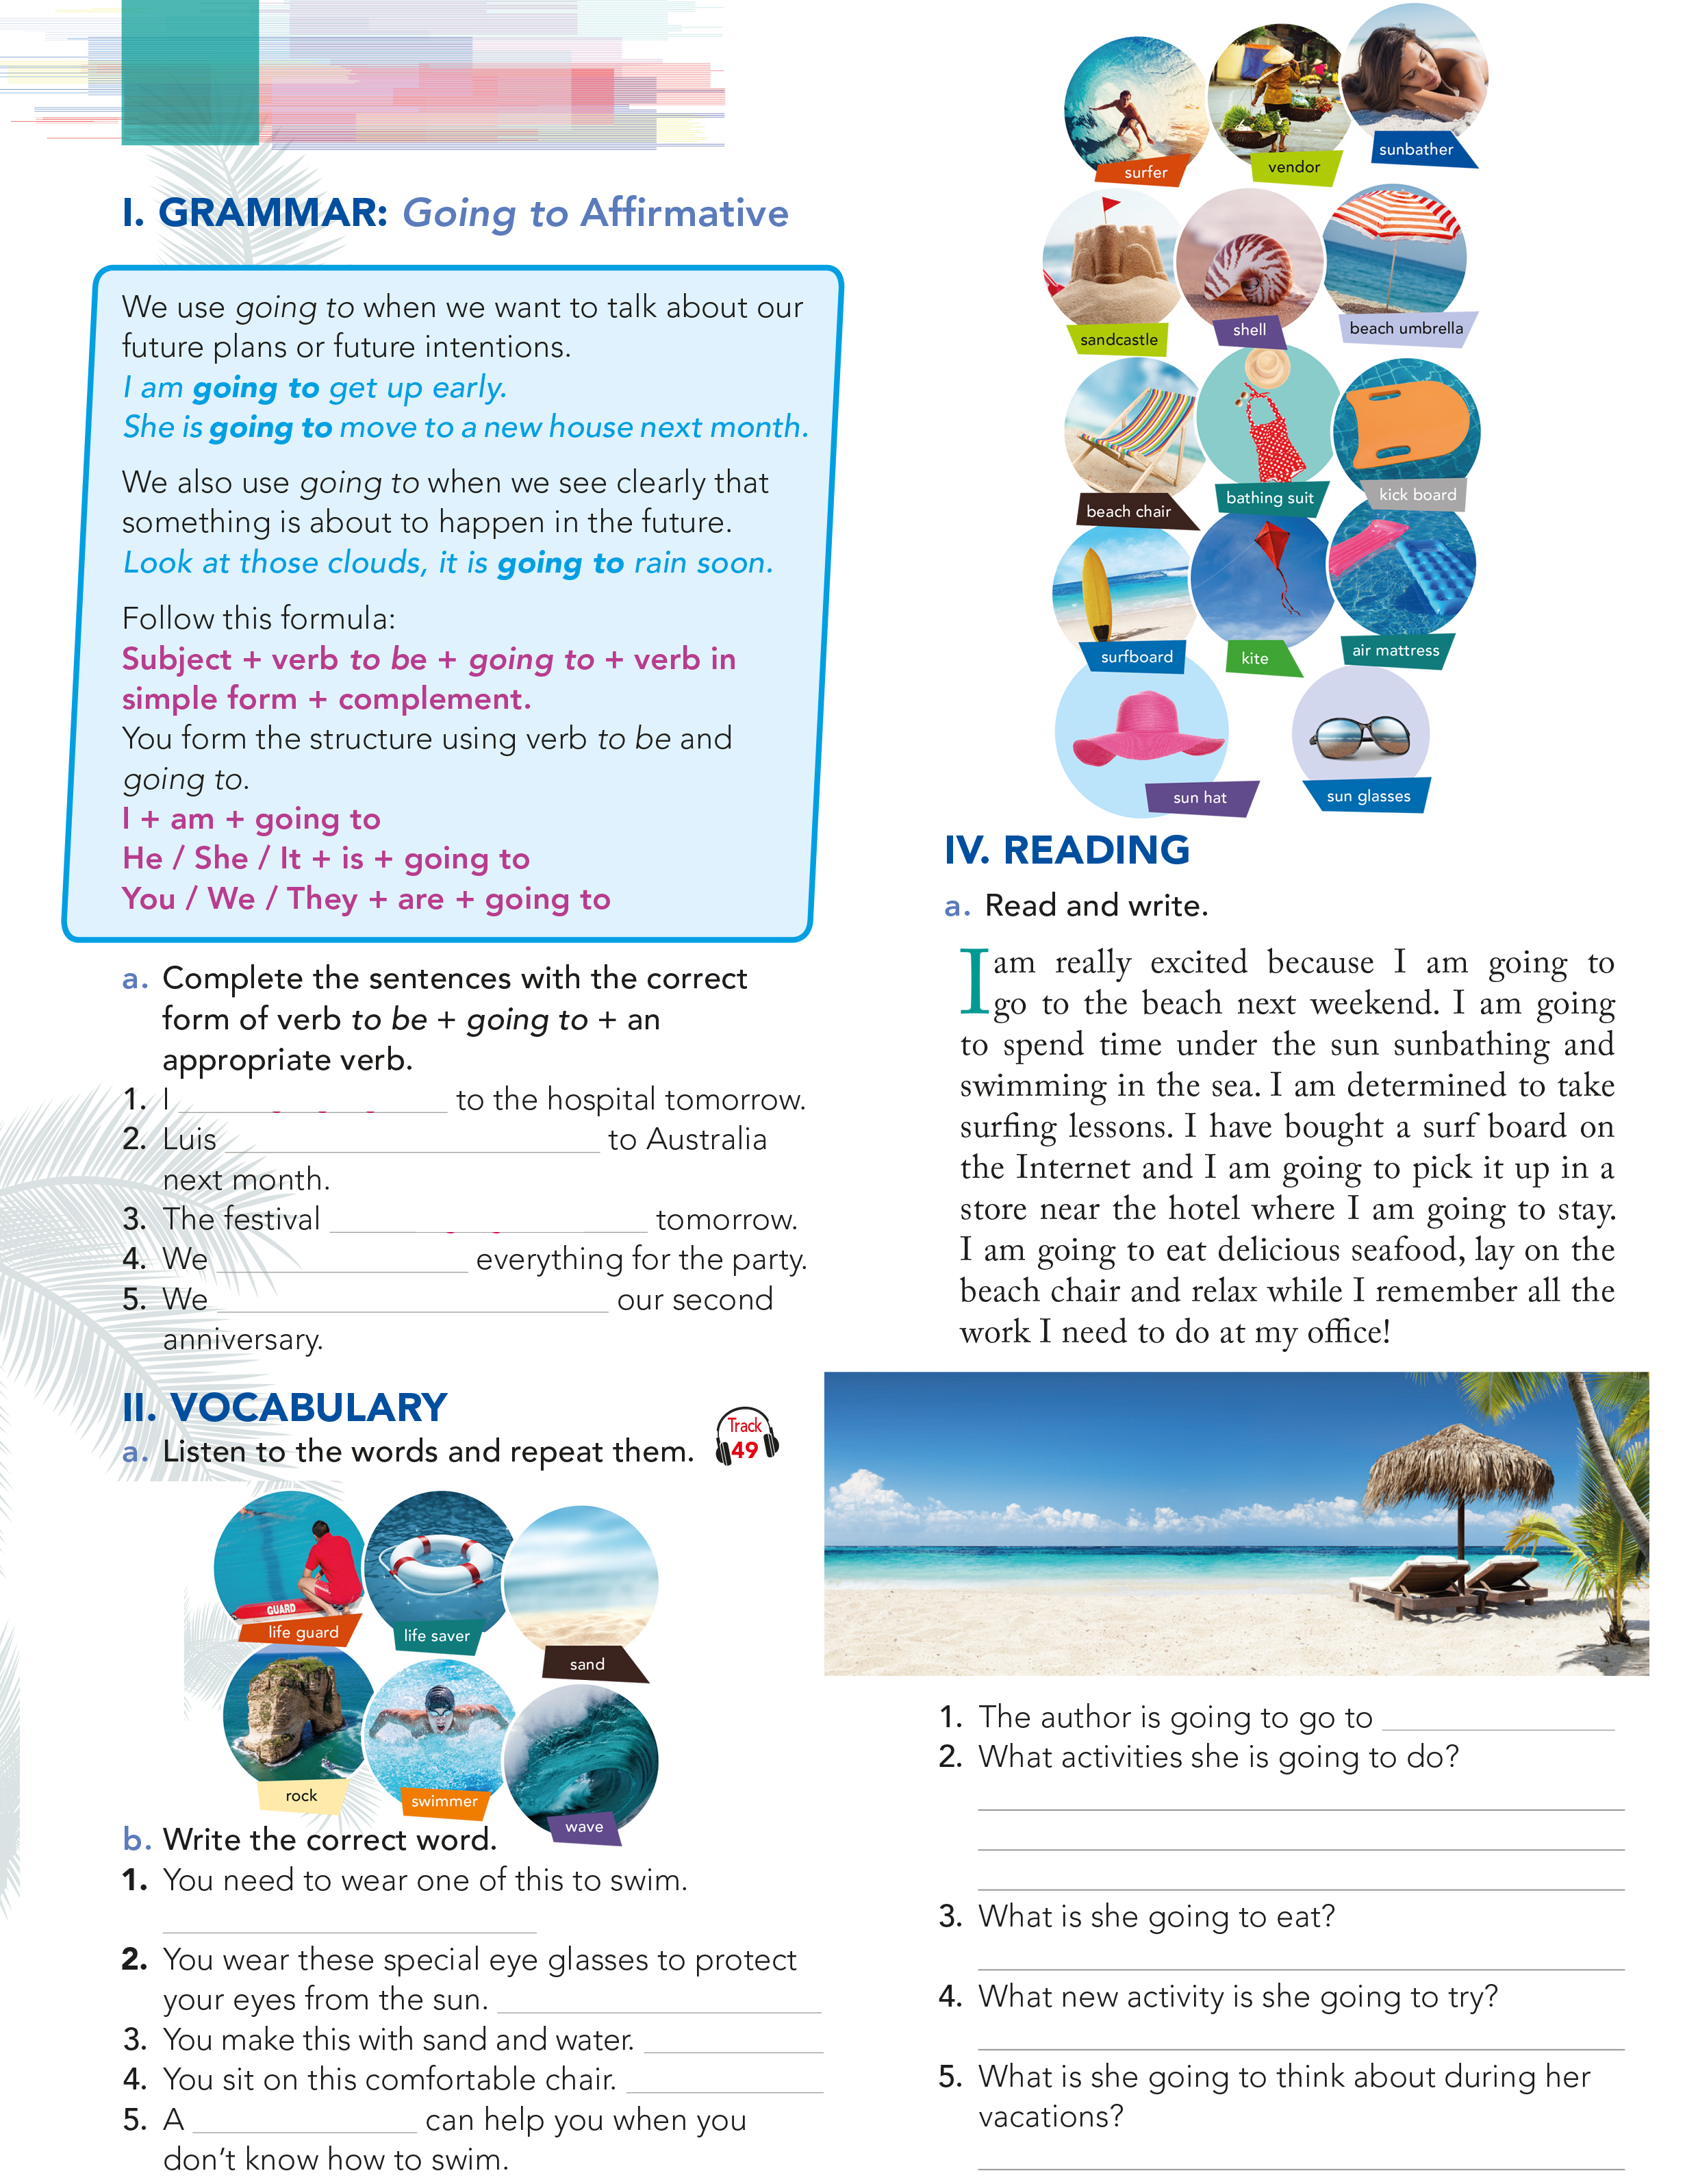 I. GRAMMAR: Going to Affirmative
We use going to when we want to talk about our
future plans or future intentions.
I am going to get up early.
She is going to move to a new house next month.
We also use going to when we see clearly that
something is about to happen in the future.
Look at those clouds, it is going to rain soon.
Follow this formula:
Subject + verb to be + going to + verb in
simple form + complement.
You form the structure using verb to be and
going to.
I + am + going to
He / She / It + is + going to
You / We / They + are + going to
a. Complete the sentences with the correct
form of verb to be + going to + an
appropriate verb.
1. I ____ to the hospital tomorrow.
2. Luis ____ to Australia
next month.
3. The festival ____ tomorrow.
4. We ____ everything for the party.
5. We ____ our second
anniversary.
II. VOCABULARY
a. Listen to the words and repeat them.
Track
49
GUARD
life guard
life saver
sand
rock
swimmer
wave
b. Write the correct word.
1. You need to wear one of this to swim.
____
2. You wear these special eye glasses to protect
your eyes from the sun. ____
3. You make this with sand and water. ____
4. You sit on this comfortable chair. ____
5. A ____ can help you when you
don't know how to swim.
surfer
vendor
sunbather
sandcastle
shell
beach umbrella
beach chair
bathing suit
kick board
surfboard
kite
air mattress
sun hat
sun glasses
IV. READING
a. Read and write.
I am really excited because I am going to
go to the beach next weekend. I am going
to spend time under the sun sunbathing and
swimming in the sea. I am determined to take
surfing lessons. I have bought a surf board on
the Internet and I am going to pick it up in a
store near the hotel where I am going to stay.
I am going to eat delicious seafood, lay on the
beach chair and relax while I remember all the
work I need to do at my office!
1. The author is going to go to ____
2. What activities she is going to do?
3. What is she going to eat?
4. What new activity is she going to try?
5. What is she going to think about during her
vacations?